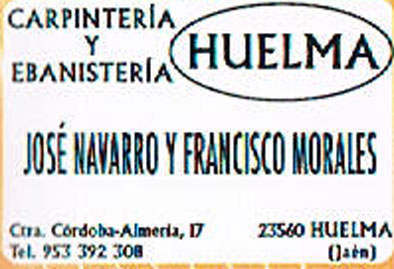 CARPINTERÍA
Y
EBANISTERÍA
HUELMA
JOSÉ NAVARRO Y FRANCISCO MORALES
Ctra. Córdoba-Almería, 17
23560 HUELMA
Tel. 953 392 308
(Jaén)